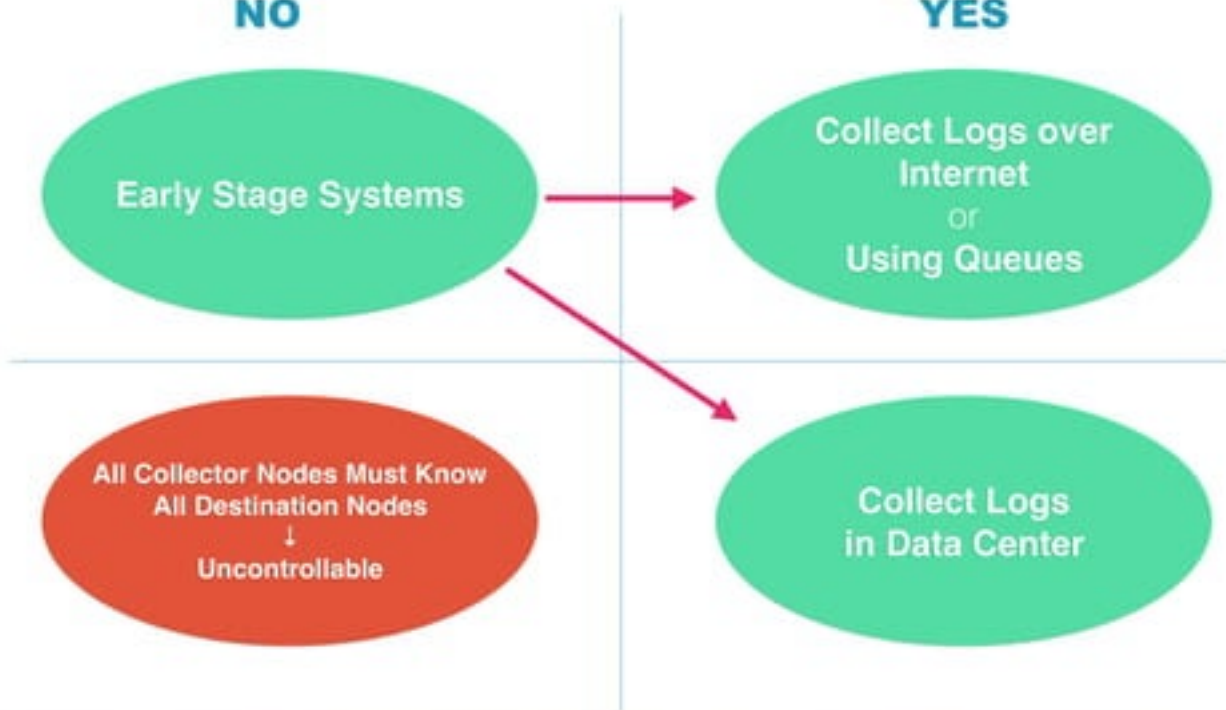 NO
YES
Early Stage Systems
Collect Logs over
Internet
or
Using Queues
All Collector Nodes Must Know
All Destination Nodes
↓
Uncontrollable
Collect Logs
in Data Center